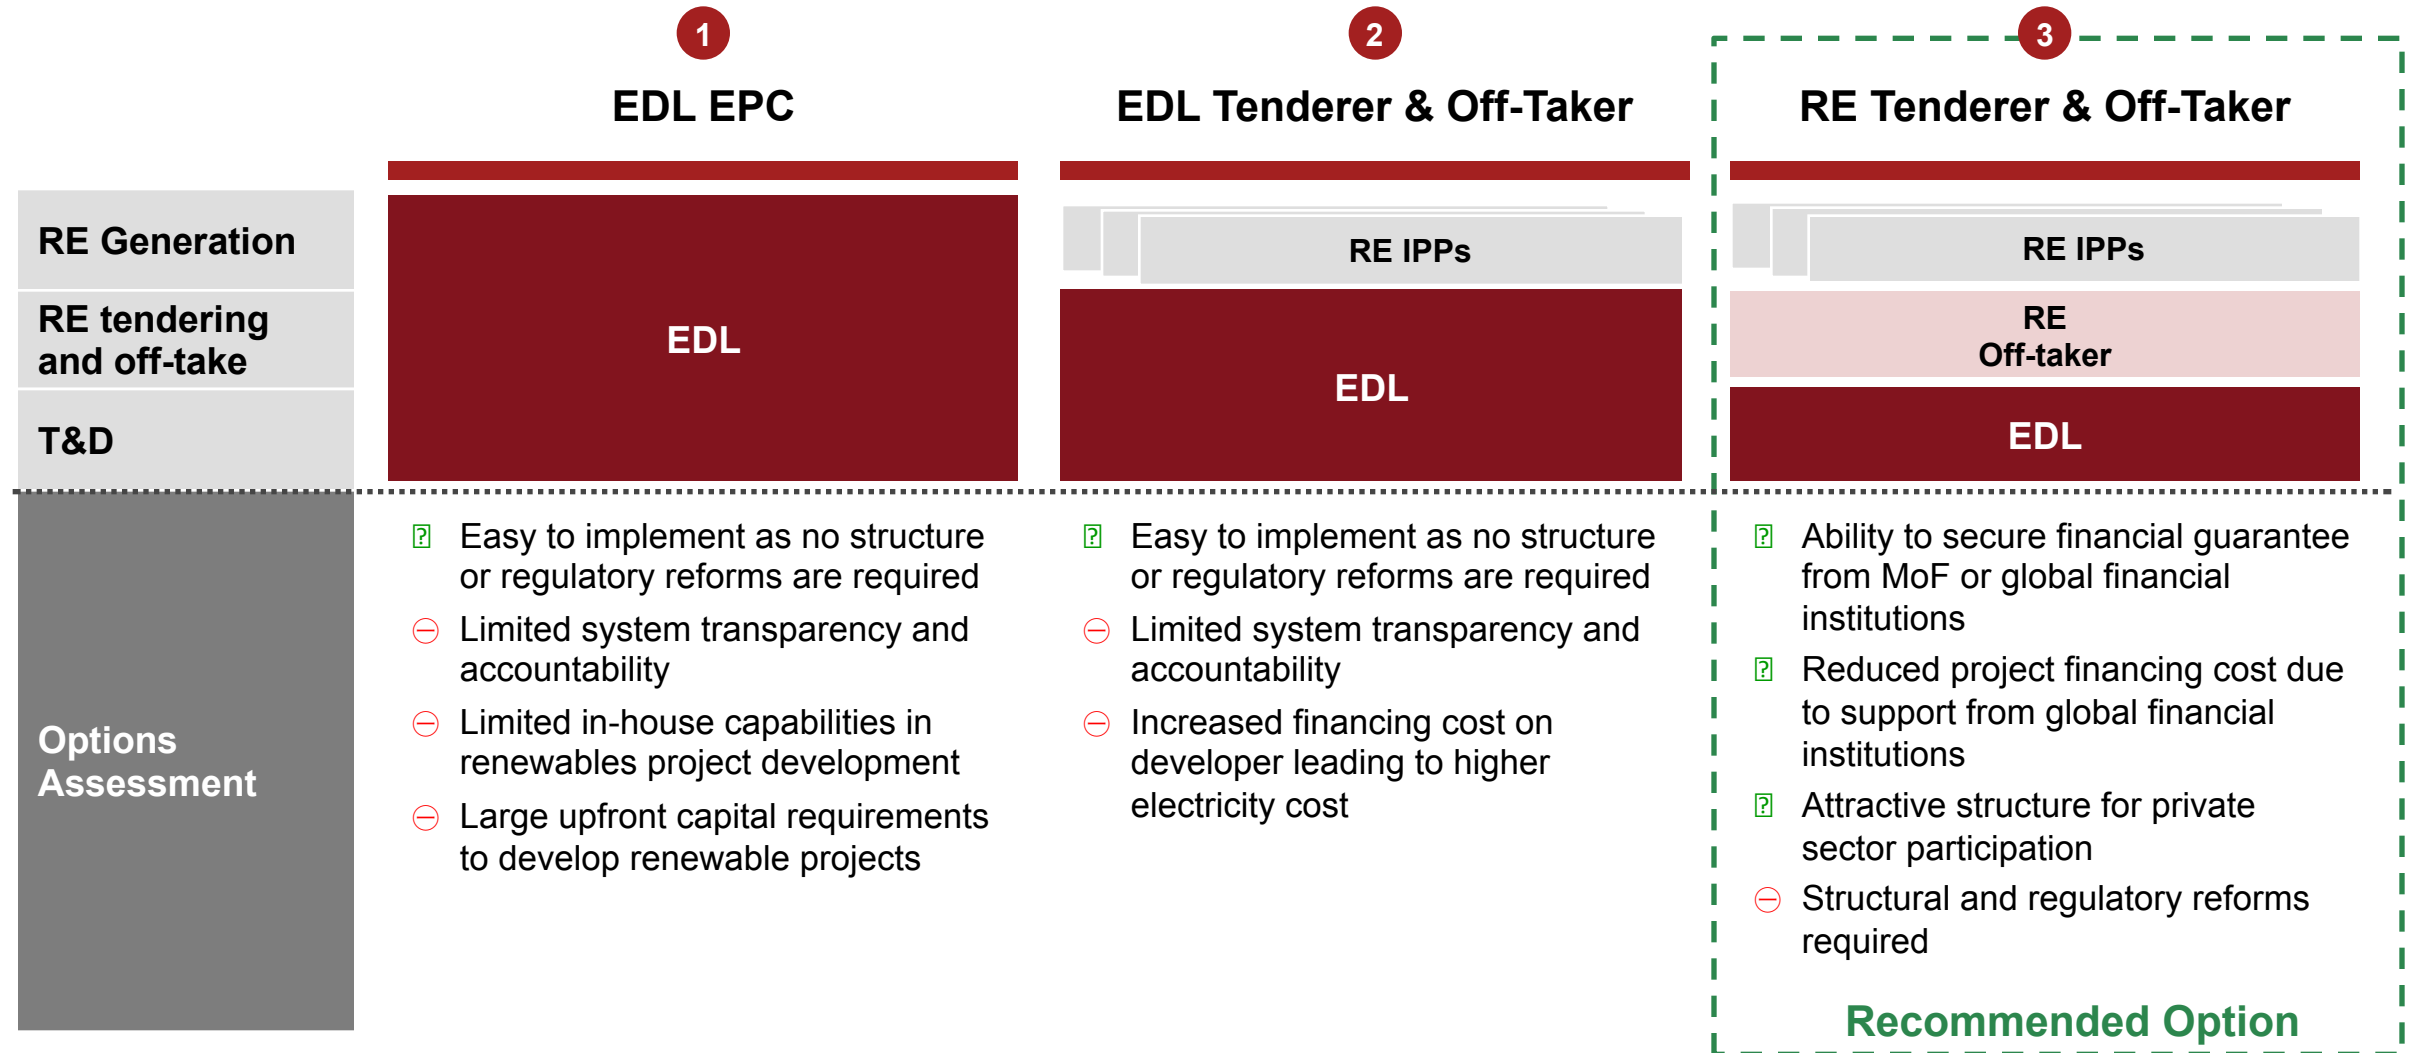 1
EDL EPC
2
EDL Tenderer & Off-Taker
3
RE Tenderer & Off-Taker
RE Generation
RE tendering
and off-take
T&D
EDL
RE IPPs
EDL
RE IPPs
RE
Off-taker
EDL
Options
Assessment
Easy to implement as no structure
or regulatory reforms are required
Limited system transparency and
accountability
Limited in-house capabilities in
renewables project development
Large upfront capital requirements
to develop renewable projects
Easy to implement as no structure
or regulatory reforms are required
Limited system transparency and
accountability
Increased financing cost on
developer leading to higher
electricity cost
Ability to secure financial guarantee
from MoF or global financial
institutions
Reduced project financing cost due
to support from global financial
institutions
Attractive structure for private
sector participation
Structural and regulatory reforms
required
Recommended Option